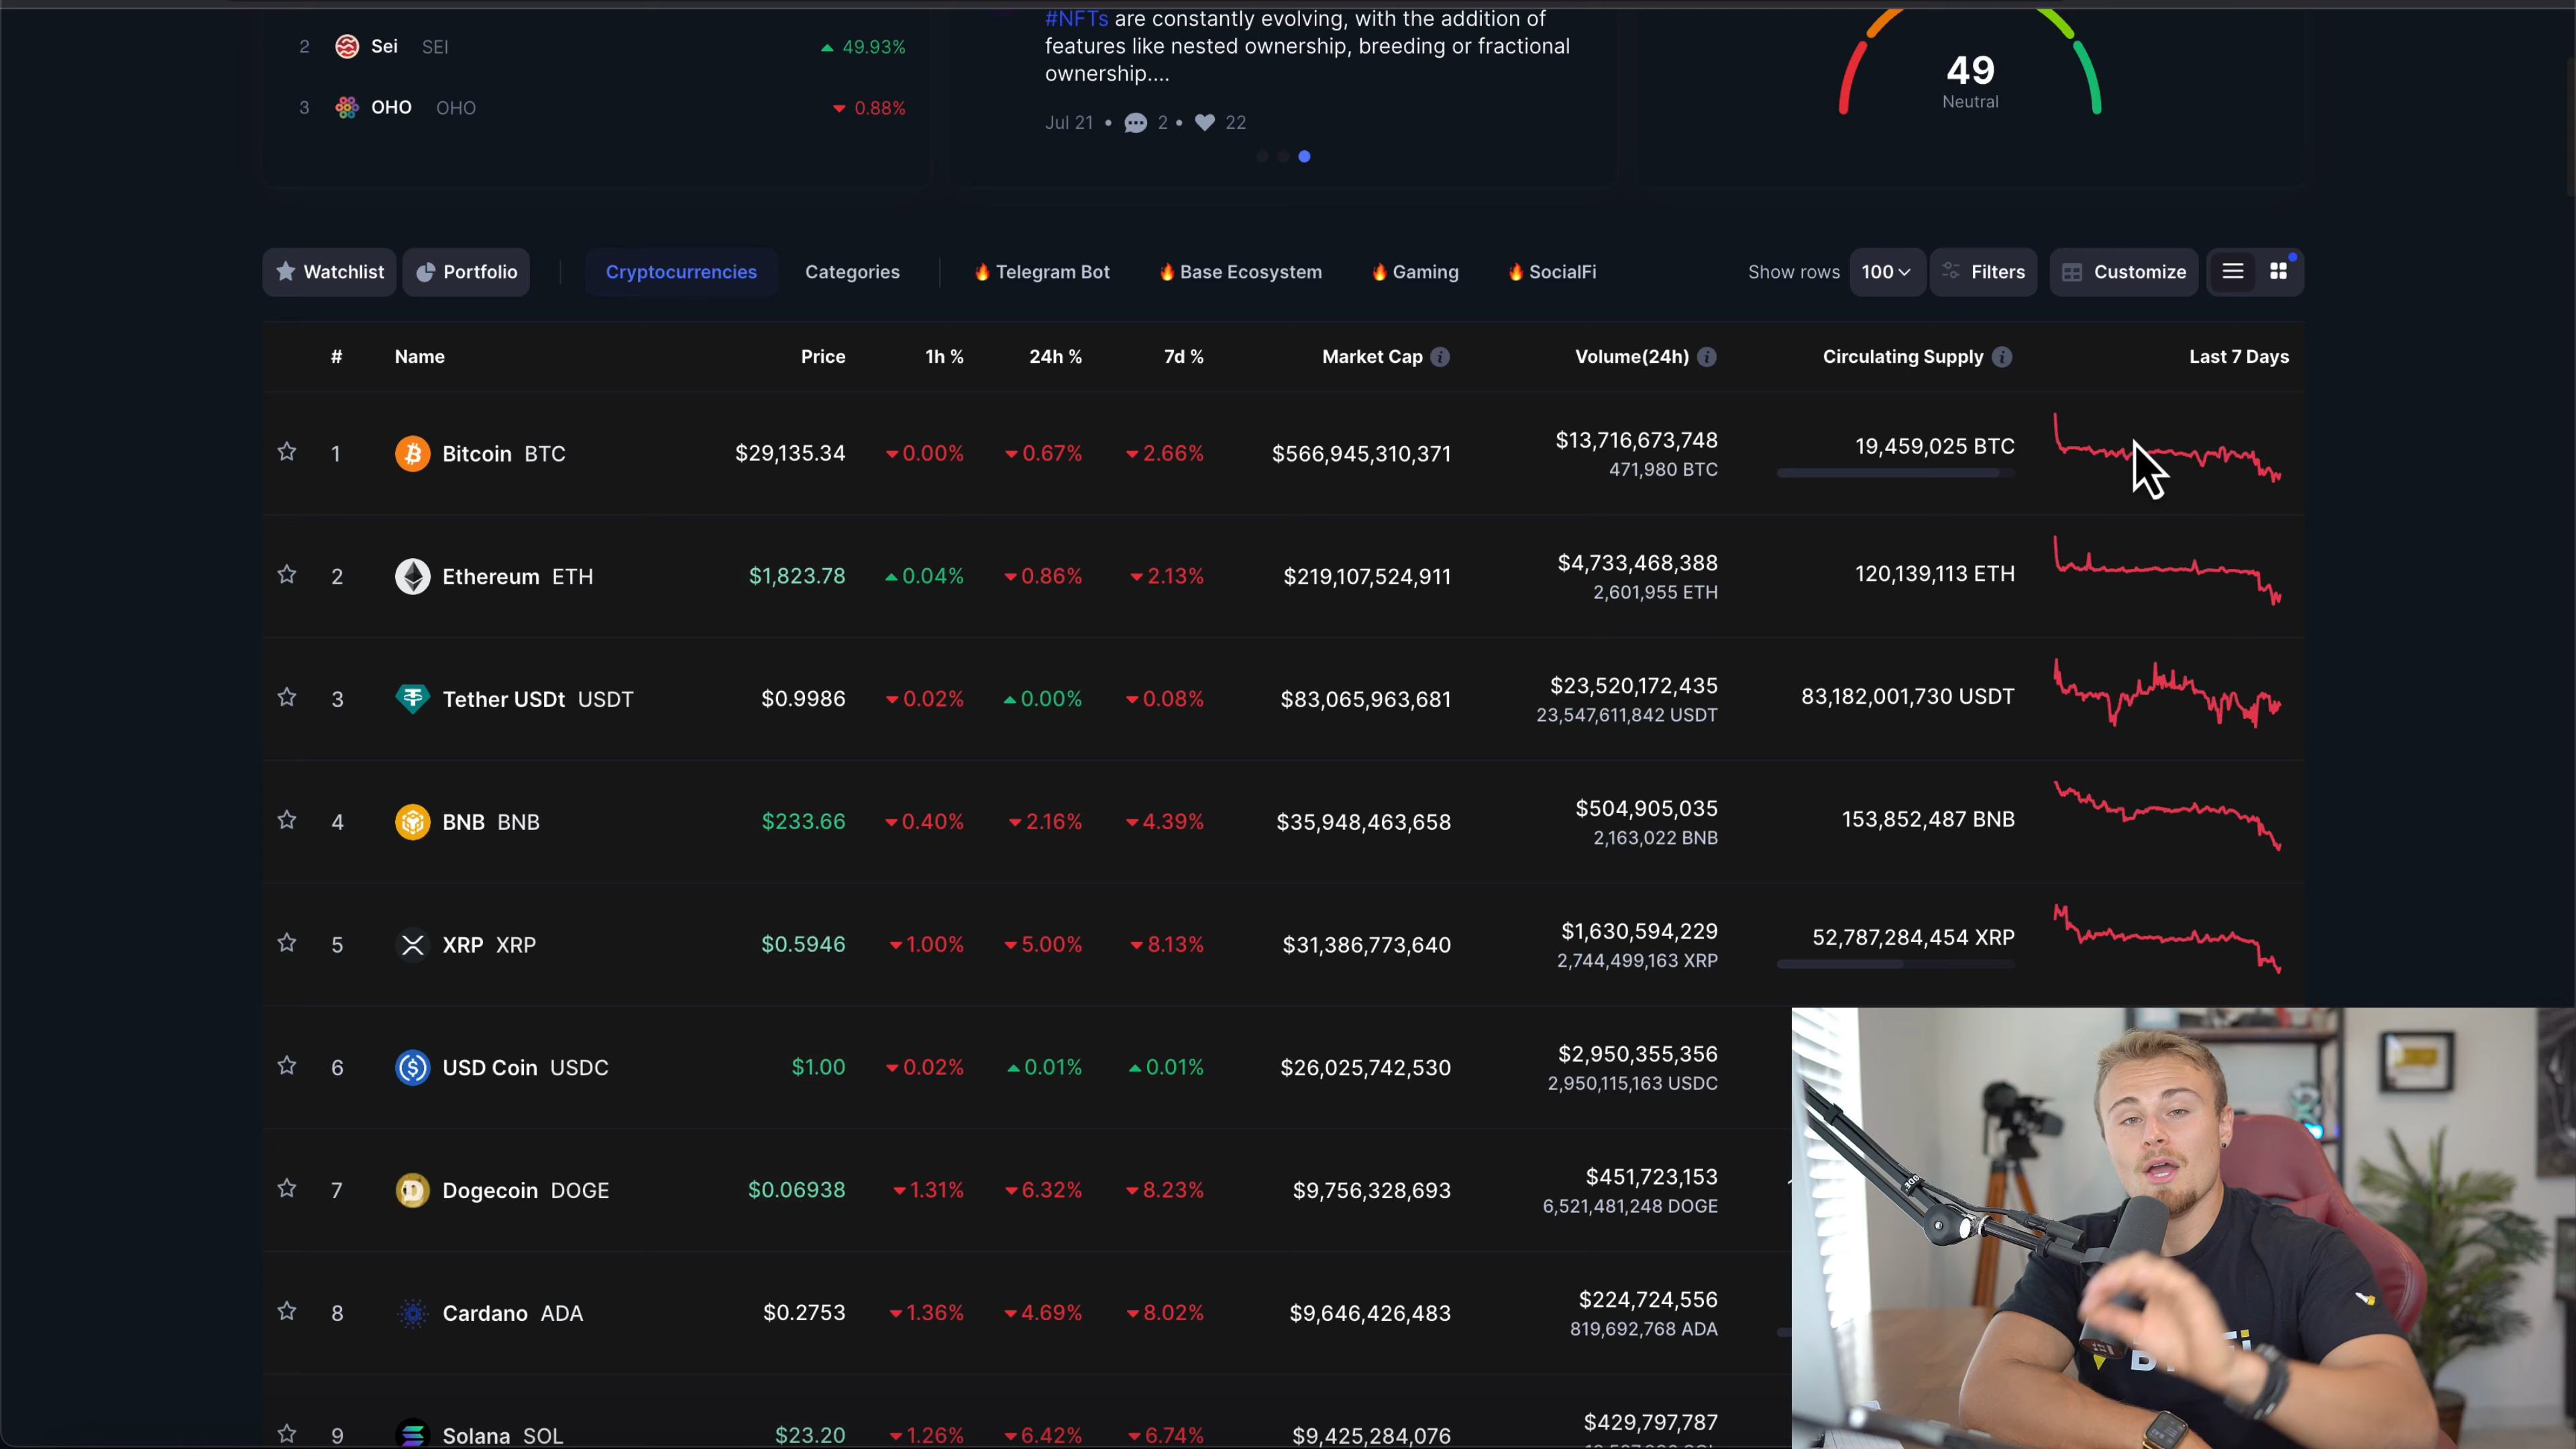 #NFTs are constantly evolving, with the addition of
features like nested ownership, breeding or fractional
ownership....
2 Sei SEI 49.93%
3 OHO OHO 0.88%
49
Neutral
Jul 21 • 2 • 22
Watchlist Portfolio Cryptocurrencies Categories Telegram Bot Base Ecosystem Gaming SocialFi Show rows 100 Filters Customize
# Name Price 1h % 24h % 7d % Market Cap Volume(24h) Circulating Supply Last 7 Days
1 Bitcoin BTC $29,135.34 0.00% 0.67% 2.66% $566,945,310,371 $13,716,673,748 19,459,025 BTC
471,980 BTC
2 Ethereum ETH $1,823.78 0.04% 0.86% 2.13% $219,107,524,911 $4,733,468,388 120,139,113 ETH
2,601,955 ETH
3 Tether USDt USDT $0.9986 0.02% 0.00% 0.08% $83,065,963,681 $23,520,172,435 83,182,001,730 USDT
23,547,611,842 USDT
4 BNB BNB $233.66 0.40% 2.16% 4.39% $35,948,463,658 $504,905,035 153,852,487 BNB
2,163,022 BNB
5 XRP XRP $0.5946 1.00% 5.00% 8.13% $31,386,773,640 $1,630,594,229 52,787,284,454 XRP
2,744,499,163 XRP
6 USD Coin USDC $1.00 0.02% 0.01% 0.01% $26,025,742,530 $2,950,355,356
2,950,115,163 USDC
7 Dogecoin DOGE $0.06938 1.31% 6.32% 8.23% $9,756,328,693 $451,723,153
6,521,481,248 DOGE
8 Cardano ADA $0.2753 1.36% 4.69% 8.02% $9,646,426,483 $224,724,556
819,692,768 ADA
9 Solana SOL $23.20 1.26% 6.42% 6.74% $9,425,284,076 $429,797,787